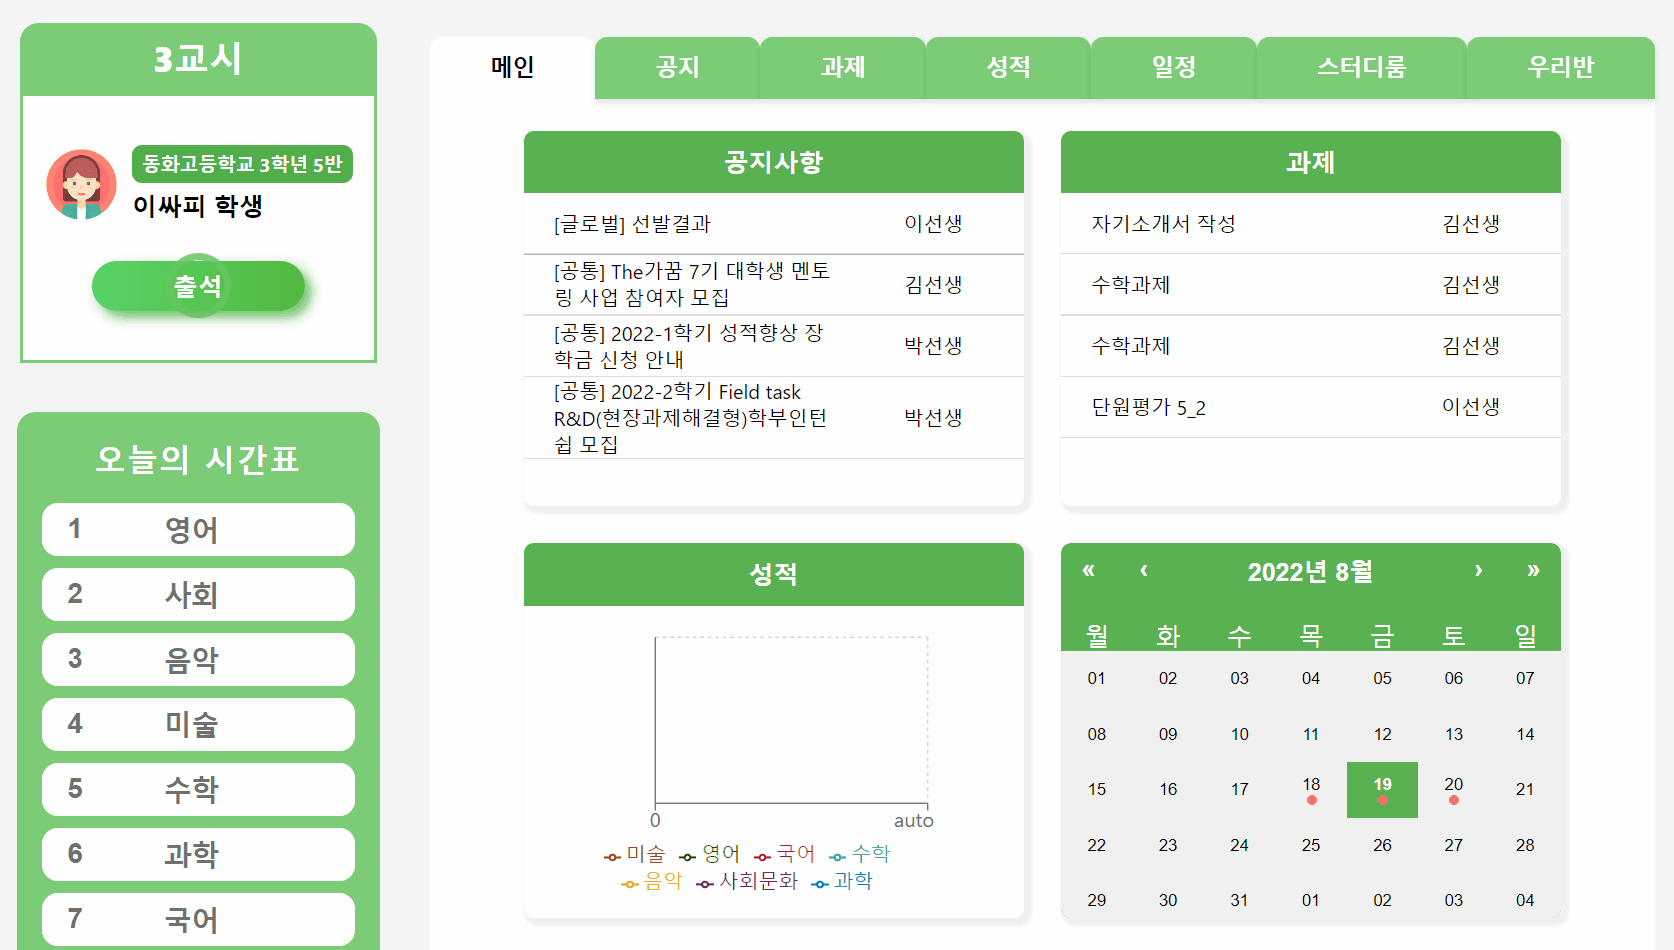 3교시
동화고등학교 3학년 5반
이싸피 학생
출석
오늘의 시간표
1 영어
2 사회
3 음악
4 미술
5 수학
6 과학
7 국어
메인 공지 과제 성적 일정 스터디룸 우리반
공지사항
[글로벌] 선발결과 이선생
[공통] The가꿈 7기 대학생 멘토
링 사업 참여자 모집 김선생
[공통] 2022-1학기 성적향상 장
학금 신청 안내 박선생
[공통] 2022-2학기 Field task
R&D(현장과제해결형)학부인턴 박선생
쉽 모집
과제
자기소개서 작성 김선생
수학과제 김선생
수학과제 김선생
단원평가 5_2 이선생
성적
0 auto
미술 영어 국어 수학
음악 사회문화 과학
« ‹ 2022년 8월 › »
월 화 수 목 금 토 일
01 02 03 04 05 06 07
08 09 10 11 12 13 14
15 16 17 18 19 20 21
22 23 24 25 26 27 28
29 30 31 01 02 03 04